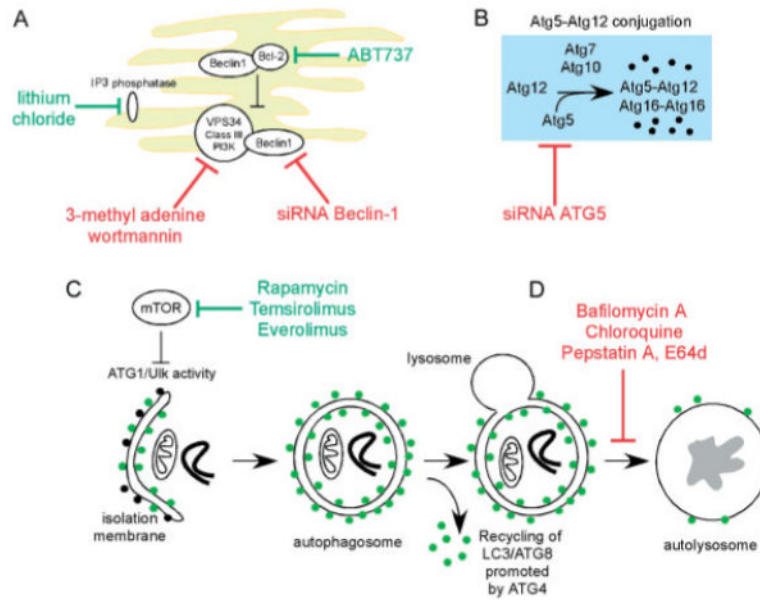 A
Beclin1
Bcl-2
ABT737
IP3 phosphatase
lithium
chloride
VPS34
Class III
PI3K
Beclin1
3-methyl adenine
wortmannin
siRNA Beclin-1
B
Atg5-Atg12 conjugation
Atg7
Atg10
Atg12
Atg5
Atg5-Atg12
Atg16-Atg16
siRNA ATG5
C
mTOR
Rapamycin
Temsirolimus
Everolimus
ATG1/Ulk activity
isolation
membrane
autophagosome
Recycling of
LC3/ATG8
promoted
by ATG4
lysosome
D
Bafilomycin A
Chloroquine
Pepstatin A, E64d
autolysosome